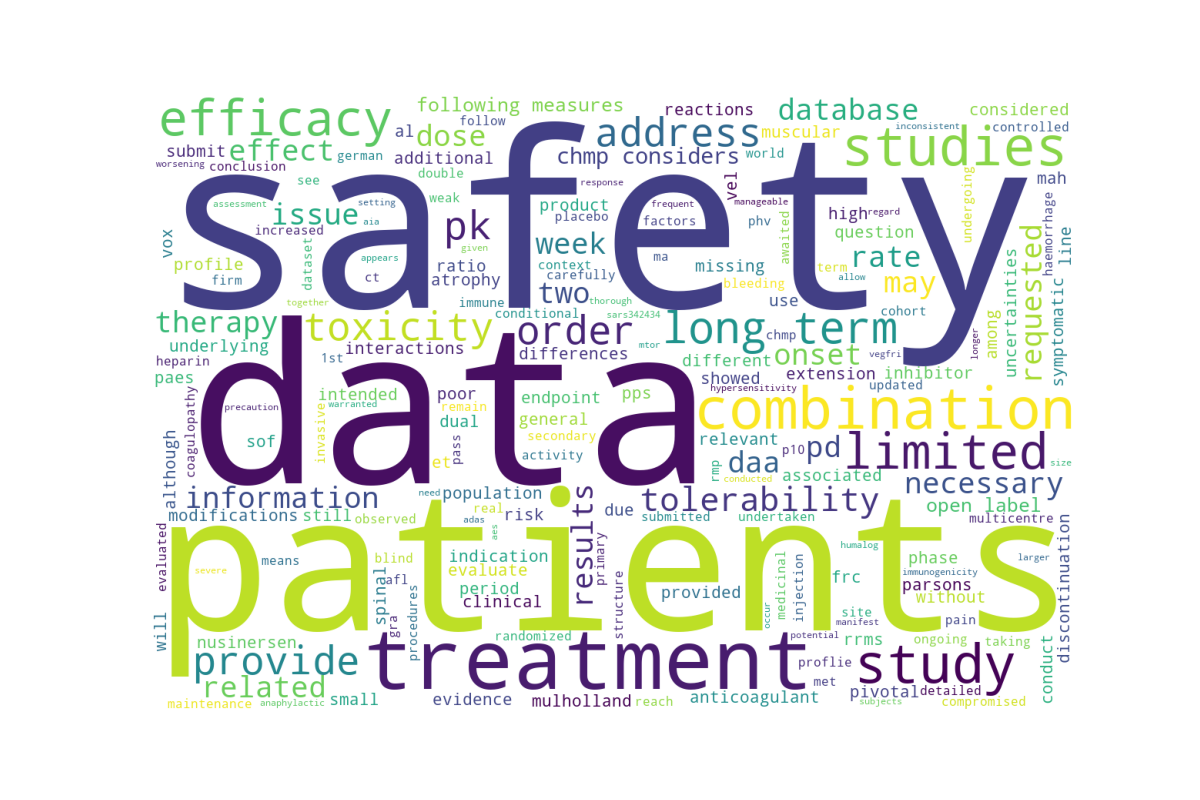 efficacy
following measures
reactions
database
considered
follow
al
dose
address
muscular
inconsistent
controlled
studies
submit
effect
german
additional
chmp considers
world
worsening
conclusion
double
safety
see
weak
response
vel
manageable
regard
mah
assessment
setting
issue
product
frequent
high
undergoing
haemorrhage
increased
aia
pk
placebo
factors
phv
question
line
vox
given
week
awaited
rate
requested
profile
dataset
appears
ratio
context
ma
missing
term
firm
ct
atrophy
carefully
bleeding
allow
may
uncertainties
together
immune
two
thorough
use
cohort
symptomatic
conditional
sars342434
therapy
toxicity
order
long term
chmp
onset
vegfri
longer
among
underlying
interactions
differences
mtor
different
inhibitor
heparin
1st
extension
paes
showed
updated
hypersensitivity
intended
poor
endpoint
pps
data
precaution
warranted
remain
dual
general
combination
coagulopathy
sof
invasive
et
pass
secondary
relevant
p10
pd
limited
although
activity
daa
rmp
associated
size
conducted
information
need
population
tolerability
necessary
modifications
still
observed
real
risk
results
due
submitted
undertaken
open label
multicentre
adas
aes
patients
evaluated
means
blind
indication
primary
humalog
phase
larger
severe
afl
evaluate
medicinal
immunogenicity
discontinuation
spinal
period
provided
injection
frc
parsons
clinical
without
will
gra
procedures
structure
occur
site
manifest
pain
nusinersen
randomized
potential
rrms
ongoing
taking
provide
treatment
proflie
study
conduct
related
met
pivotal
detailed
maintenance
anaphylactic
small
evidence
mulholland
reach
anticoagulant
subjects
compromised